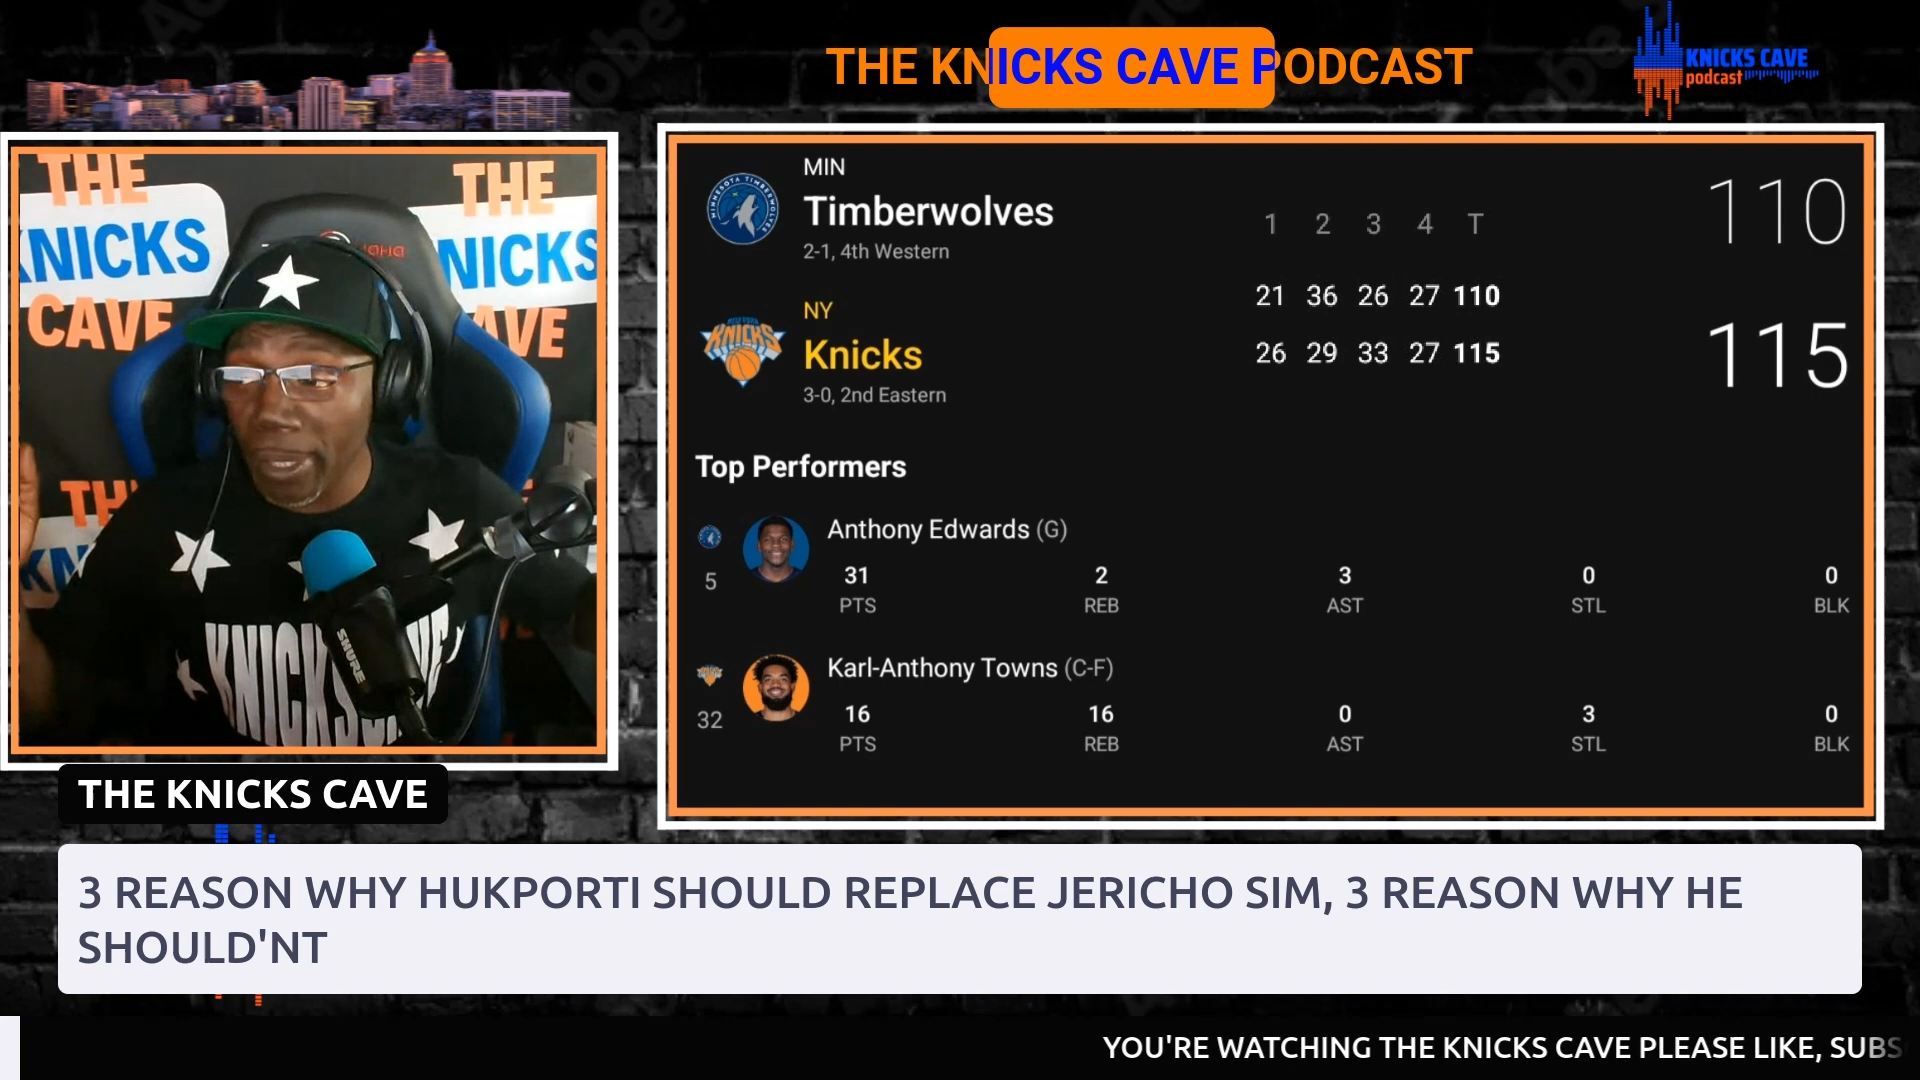 THE KNICKS CAVE PODCAST
KNICKS CAVE
podcast
THE
KNICKS
CAVE
THE
NICKS
AVE
TH
KN
KNICKS
SHURE
MIN
Timberwolves
2-1, 4th Western
1 2 3 4 T
21 36 26 27 110
110
NY
Knicks
3-0, 2nd Eastern
26 29 33 27 115
115
Top Performers
Anthony Edwards (G)
5
31 2 3 0 0
PTS REB AST STL BLK
Karl-Anthony Towns (C-F)
32
16 16 0 3 0
PTS REB AST STL BLK
THE KNICKS CAVE
3 REASON WHY HUKPORTI SHOULD REPLACE JERICHO SIM, 3 REASON WHY HE
SHOULD'NT
YOU'RE WATCHING THE KNICKS CAVE PLEASE LIKE, SUBS